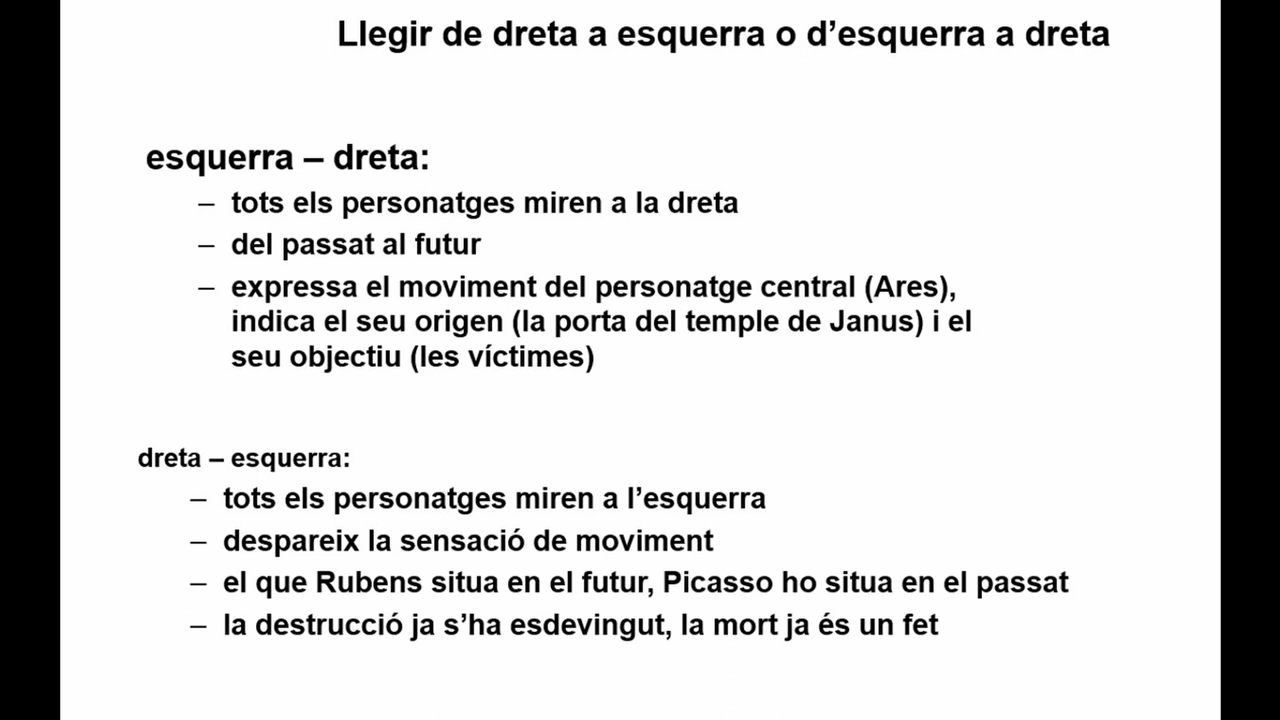 Llegir de dreta a esquerra o d’esquerra a dreta
esquerra – dreta:
– tots els personatges miren a la dreta
– del passat al futur
– expressa el moviment del personatge central (Ares),
indica el seu origen (la porta del temple de Janus) i el
seu objectiu (les víctimes)
dreta – esquerra:
– tots els personatges miren a l’esquerra
– despareix la sensació de moviment
– el que Rubens situa en el futur, Picasso ho situa en el passat
– la destrucció ja s’ha esdevingut, la mort ja és un fet